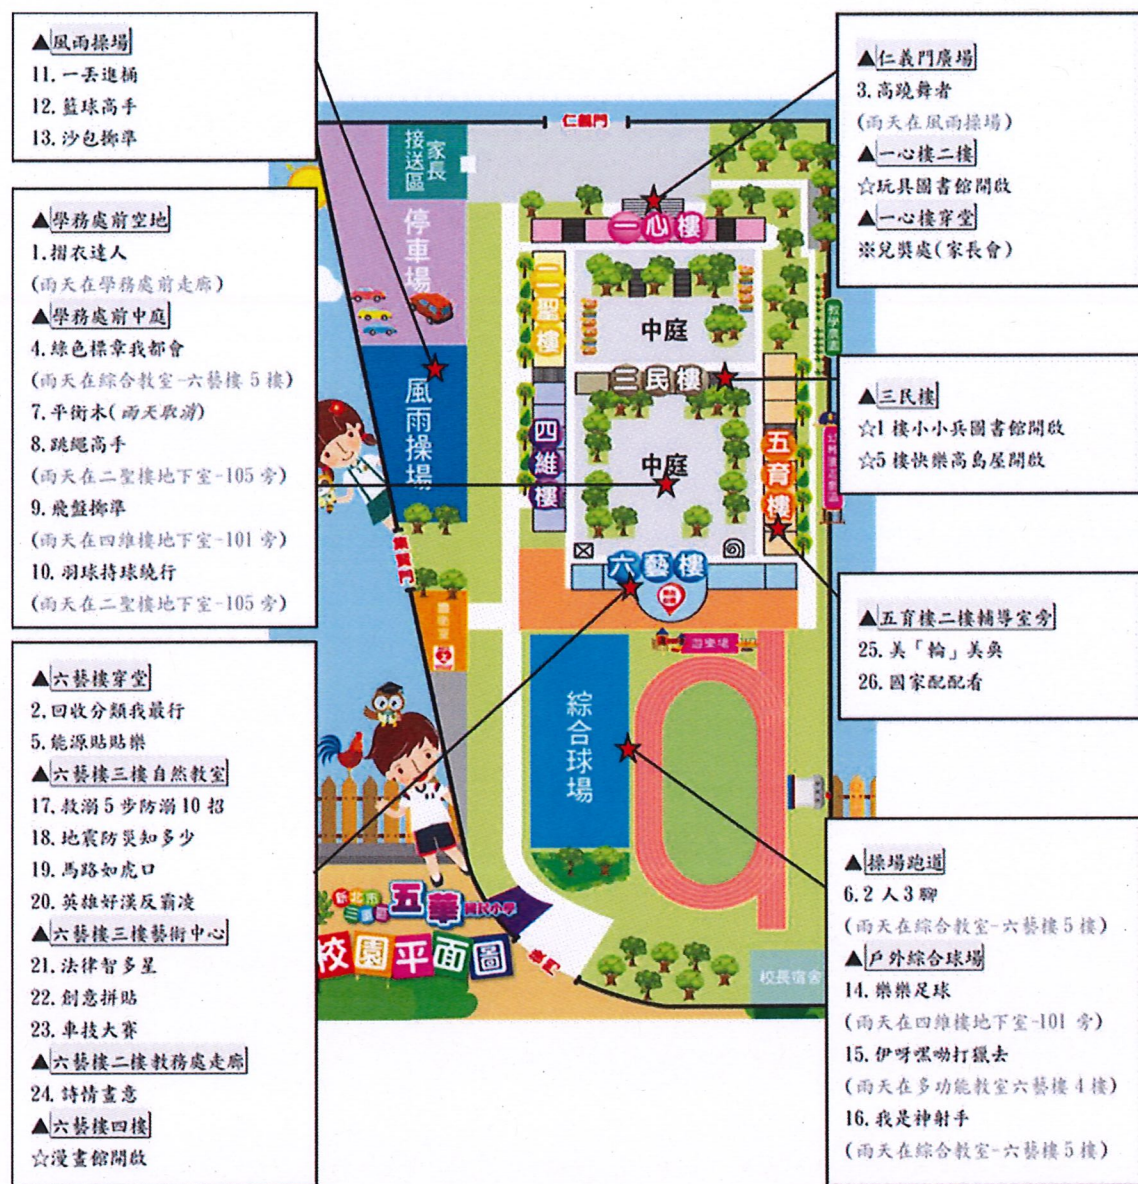 ▲風雨操場
11. 一丟進桶
12. 籃球高手
13. 沙包擲準
▲學務處前空地
1. 摺衣達人
(雨天在學務處前走廊)
▲學務處前中庭
4. 綠色標章我都會
(雨天在綜合教室-六藝樓5樓)
7. 平衡木(雨天取消)
8. 跳繩高手
(雨天在二聖樓地下室-105旁)
9. 飛盤擲準
(雨天在四維樓地下室-101旁)
10. 羽球持球繞行
(雨天在二聖樓地下室-105旁)
▲六藝樓穿堂
2. 回收分類我最行
5. 能源貼貼樂
▲六藝樓三樓自然教室
17. 救溺5步防溺10招
18. 地震防災知多少
19. 馬路如虎口
20. 英雄好漢反霸凌
▲六藝樓三樓藝術中心
21. 法律智多星
22. 創意拼貼
23. 車技大賽
▲六藝樓二樓教務處走廊
24. 詩情畫意
▲六藝樓四樓
☆漫畫館開啟
仁義門
家長
接送區
停車場
風雨操場
一心樓
二聖樓
中庭
三民樓
四維樓
中庭
五育樓
六藝樓
集賢門
警衛室
遊樂場
綜合球場
教學農園
新北市
三重區
五華國民小學
校園平面圖
後門
校長宿舍
▲仁義門廣場
3. 高蹺舞者
(雨天在風雨操場)
▲一心樓二樓
☆玩具圖書館開啟
▲一心樓穿堂
※兌獎處(家長會)
▲三民樓
☆1樓小小兵圖書館開啟
☆5樓快樂高島屋開啟
▲五育樓二樓輔導室旁
25. 美「輪」美奐
26. 國家配配看
▲操場跑道
6. 2人3腳
(雨天在綜合教室-六藝樓5樓)
▲戶外綜合球場
14. 樂樂足球
(雨天在四維樓地下室-101旁)
15. 伊呀嘿呦打獵去
(雨天在多功能教室六藝樓4樓)
16. 我是神射手
(雨天在綜合教室-六藝樓5樓)